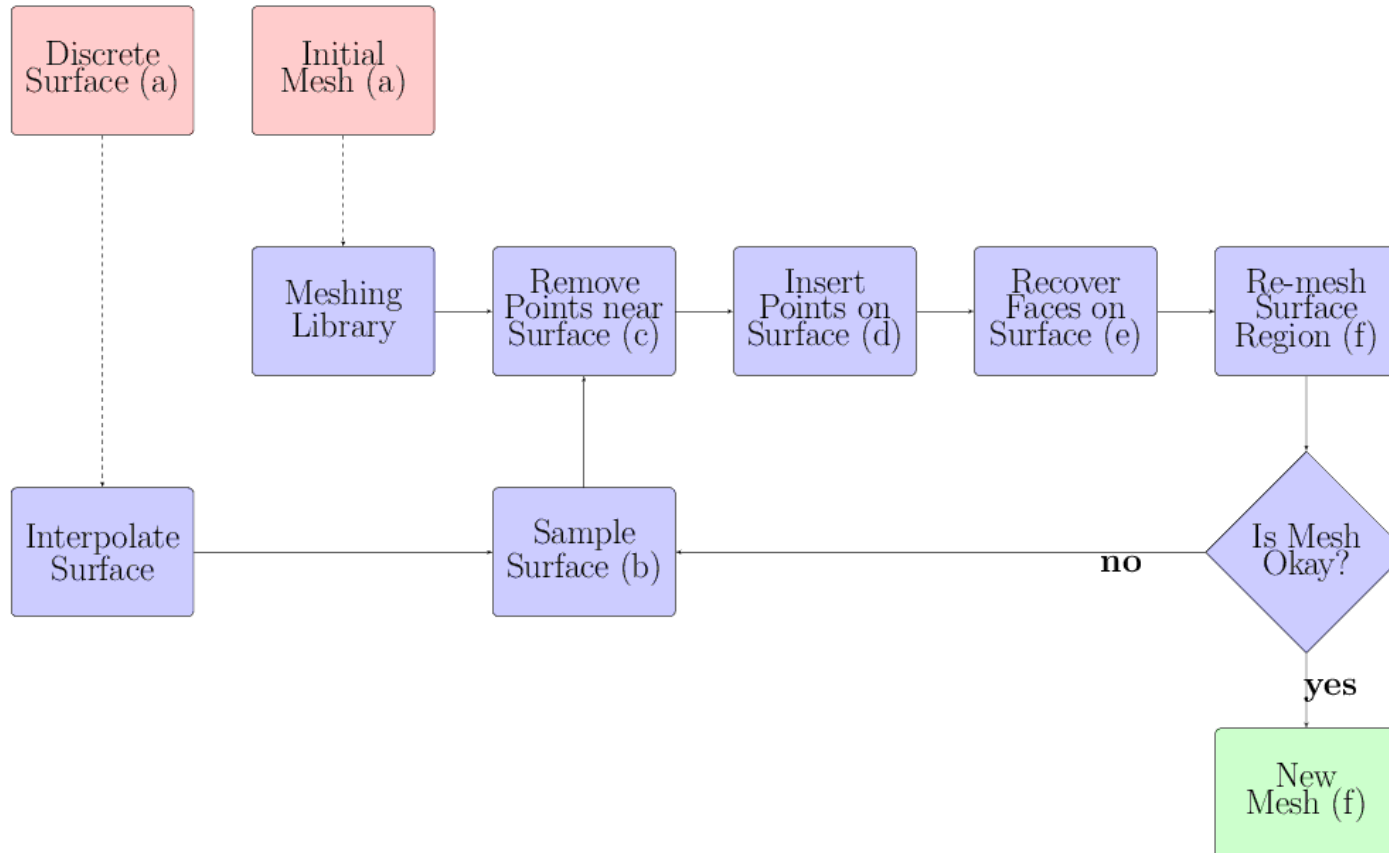 Discrete
Surface (a)
Initial
Mesh (a)
Meshing
Library
Remove
Points near
Surface (c)
Insert
Points on
Surface (d)
Recover
Faces on
Surface (e)
Re-mesh
Surface
Region (f)
Interpolate
Surface
Sample
Surface (b)
no
Is Mesh
Okay?
yes
New
Mesh (f)